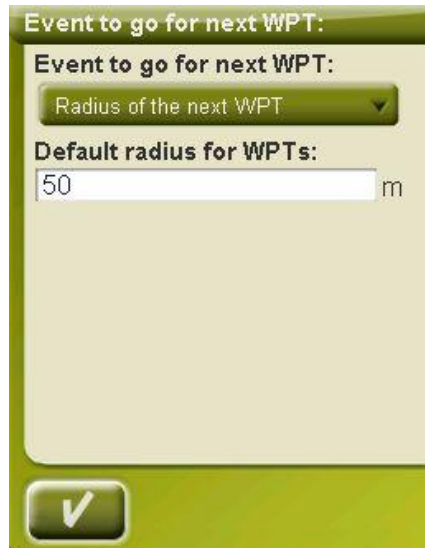 Event to go for next WPT:
Event to go for next WPT:
Radius of the next WPT
Default radius for WPTs:
50 m